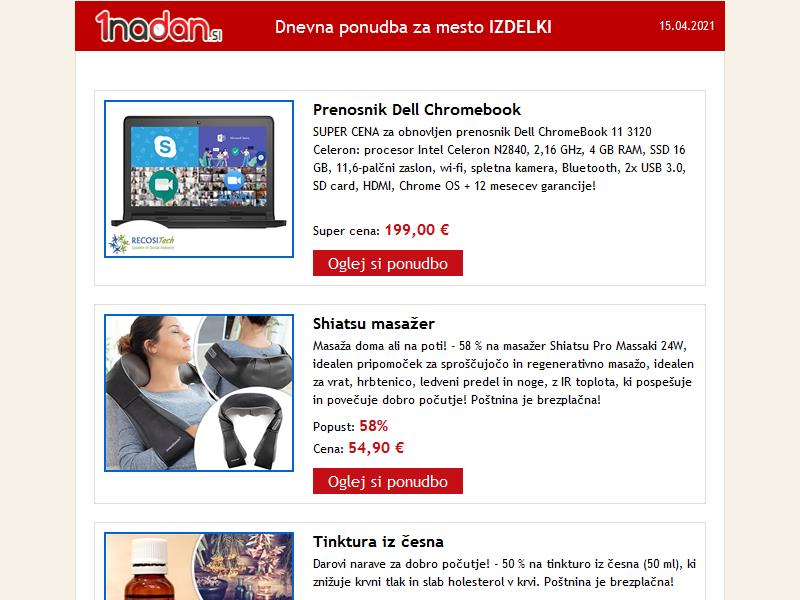 1nadan.si
Dnevna ponudba za mesto IZDELKI
15.04.2021
Prenosnik Dell Chromebook
SUPER CENA za obnovljen prenosnik Dell ChromeBook 11 3120
Celeron: procesor Intel Celeron N2840, 2,16 GHz, 4 GB RAM, SSD 16
GB, 11,6-palčni zaslon, wi-fi, spletna kamera, Bluetooth, 2x USB 3.0,
SD card, HDMI, Chrome OS + 12 mesecev garancije!
RECOSITech
Super cena: 199,00 €
Oglej si ponudbo
Shiatsu masažer
Masaža doma ali na poti! - 58 % na masažer Shiatsu Pro Massaki 24W,
idealen pripomoček za sproščujočo in regenerativno masažo, idealen
za vrat, hrbtenico, ledveni predel in noge, z IR toplota, ki pospešuje
in povečuje dobro počutje! Poštnina je brezplačna!
Popust: 58%
Cena: 54,90 €
Oglej si ponudbo
Tinktura iz česna
Darovi narave za dobro počutje! - 50 % na tinkturo iz česna (50 ml), ki
znižuje krvni tlak in slab holesterol v krvi. Poštnina je brezplačna!